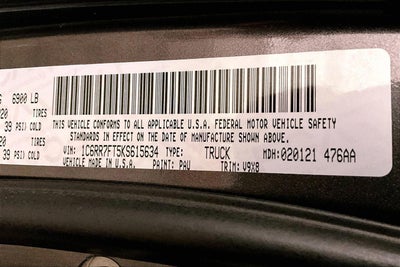 6900 LB
20 TIRES
39 PSI COLD
20 TIRES
39 PSI COLD
THIS VEHICLE CONFORMS TO ALL APPLICABLE U.S.A. FEDERAL MOTOR VEHICLE SAFETY
STANDARDS IN EFFECT ON THE DATE OF MANUFACTURE SHOWN ABOVE.
VIN: 1C6RR7FT5KS615634 TYPE: TRUCK MDH:020121 476AA
VEHICLE MADE IN U.S.A. PAINT: PAU TRIM: V9X8